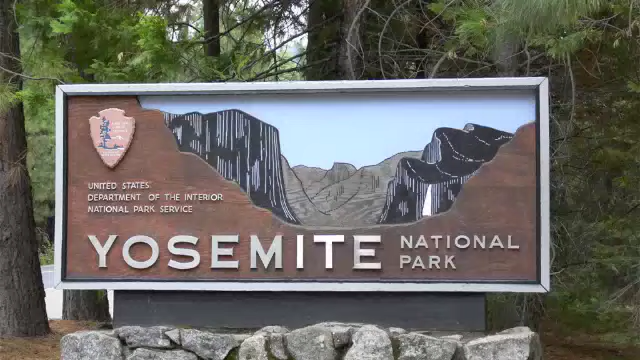 UNITED STATES
DEPARTMENT OF THE INTERIOR
NATIONAL PARK SERVICE
YOSEMITE NATIONAL PARK